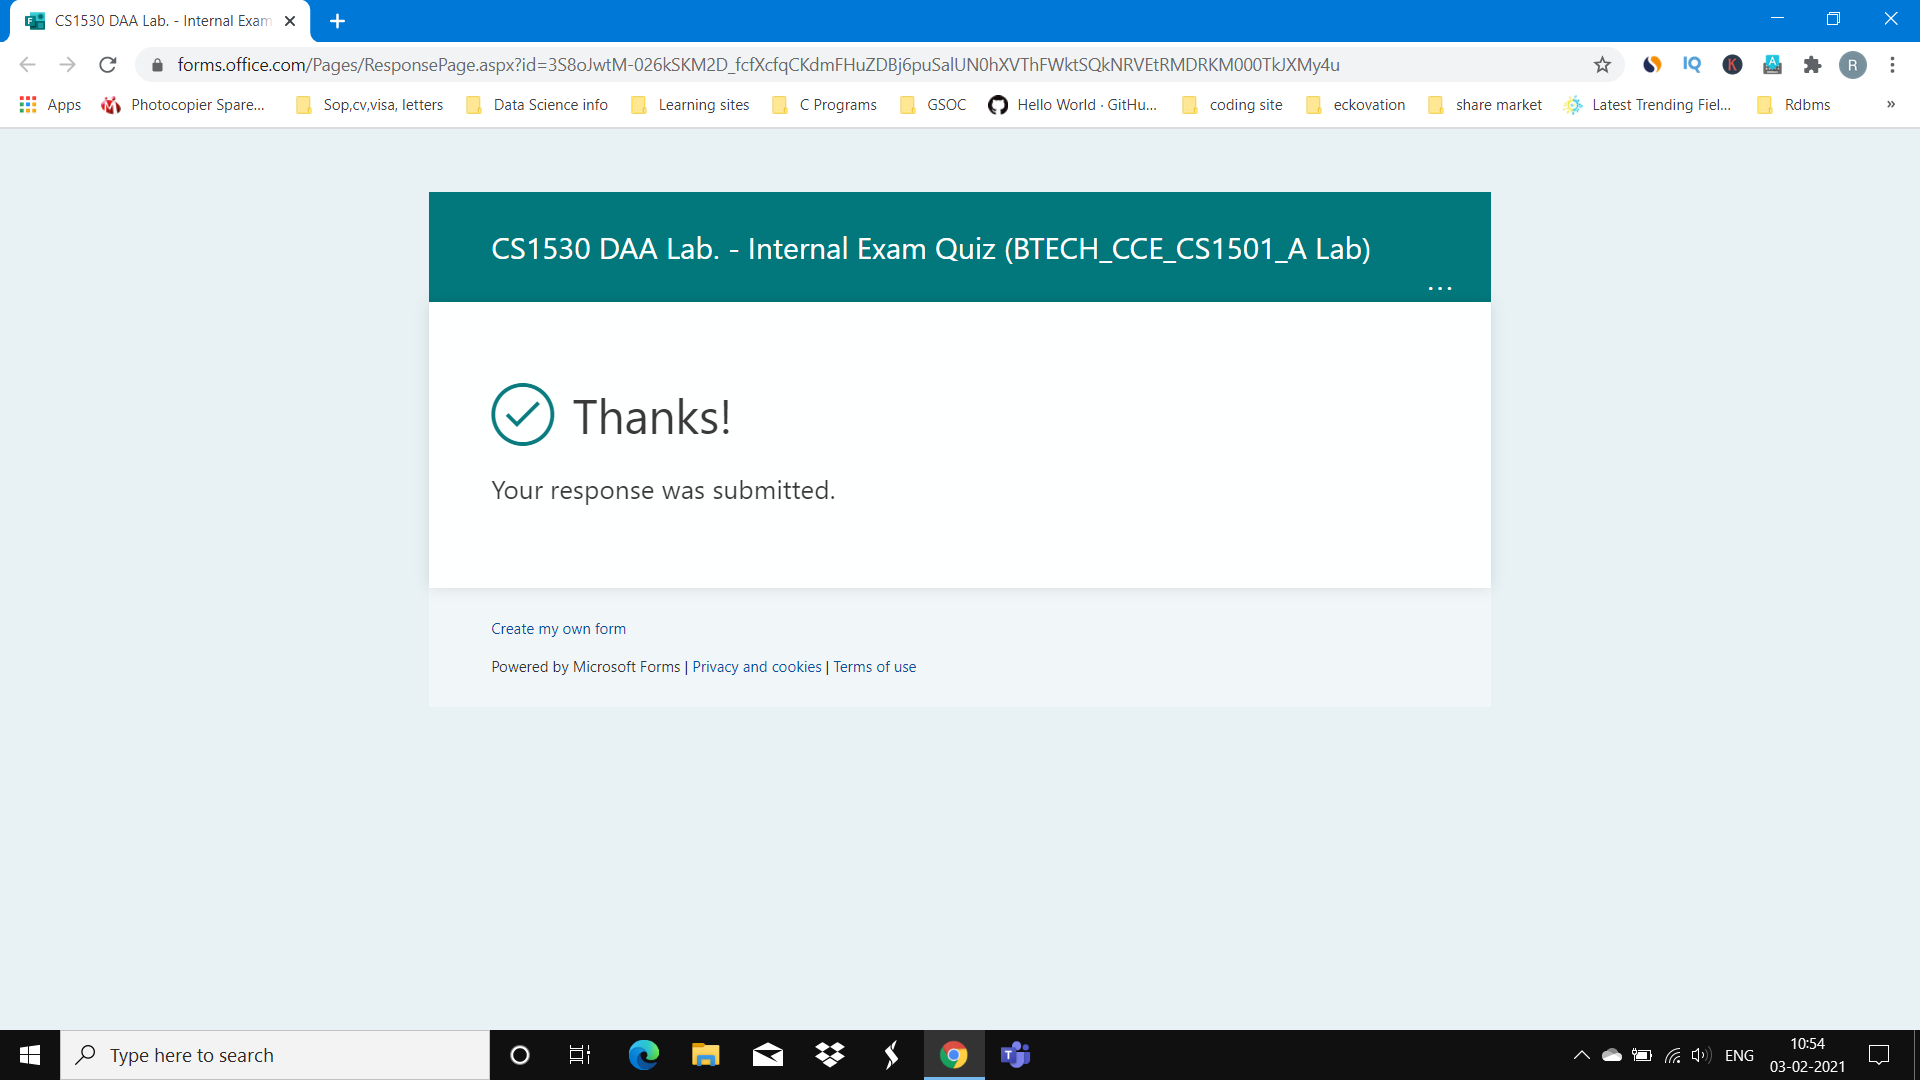 CS1530 DAA Lab. - Internal Exam
forms.office.com/Pages/ResponsePage.aspx?id=3S8oJwtM-026kSKM2D_fcfXcfqCKdmFHuZDBj6puSalUN0hXVThFWktSQkNRVEtRMDRKM000TkJXMy4u
IQ
K
A
R
Apps
Photocopier Spare...
Sop,cv,visa, letters
Data Science info
Learning sites
C Programs
GSOC
Hello World · GitHu...
coding site
eckovation
share market
Latest Trending Fiel...
Rdbms
»
CS1530 DAA Lab. - Internal Exam Quiz (BTECH_CCE_CS1501_A Lab)
...
Thanks!
Your response was submitted.
Create my own form
Powered by Microsoft Forms | Privacy and cookies | Terms of use
Type here to search
ENG
10:54
03-02-2021